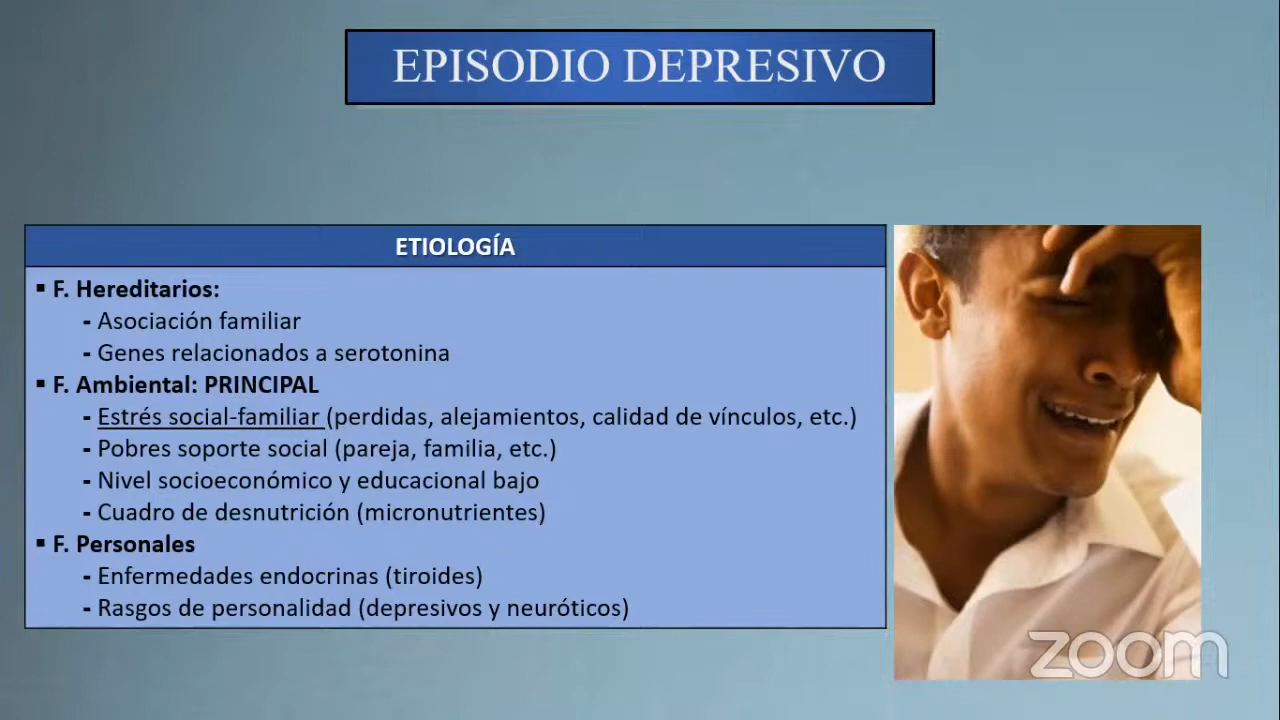 EPISODIO DEPRESIVO
ETIOLOGÍA
▪ F. Hereditarios:
- Asociación familiar
- Genes relacionados a serotonina
▪ F. Ambiental: PRINCIPAL
- Estrés social-familiar (perdidas, alejamientos, calidad de vínculos, etc.)
- Pobres soporte social (pareja, familia, etc.)
- Nivel socioeconómico y educacional bajo
- Cuadro de desnutrición (micronutrientes)
▪ F. Personales
- Enfermedades endocrinas (tiroides)
- Rasgos de personalidad (depresivos y neuróticos)
zoom